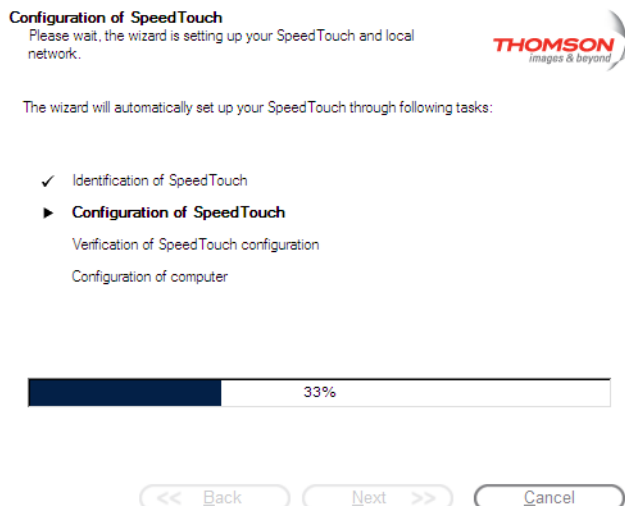 Configuration of SpeedTouch
Please wait, the wizard is setting up your SpeedTouch and local
network.
THOMSON
images & beyond
The wizard will automatically set up your SpeedTouch through following tasks:
✓ Identification of SpeedTouch
▶ Configuration of SpeedTouch
Verification of SpeedTouch configuration
Configuration of computer
33%
<< Back
Next >>
Cancel